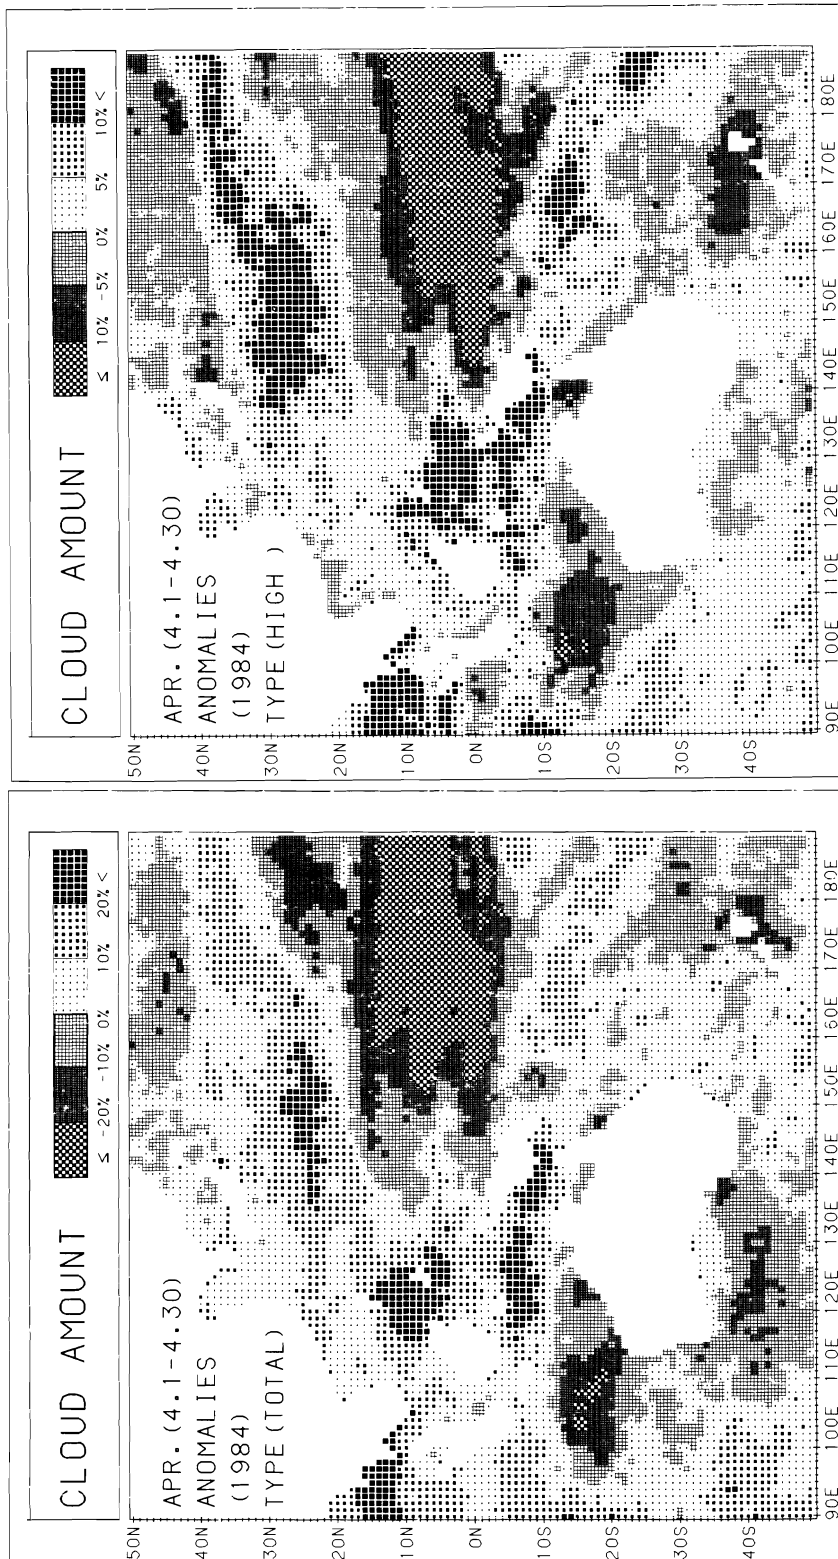 CLOUD AMOUNT
≤ -20% -10% 0% 10% 20% <
APR.(4.1-4.30)
ANOMALIES
(1984)
TYPE(TOTAL)
50N
40N
30N
20N
10N
0N
10S
20S
30S
40S
90E 100E 110E 120E 130E 140E 150E 160E 170E 180E
CLOUD AMOUNT
≤ 10% - 5% 0% 5% 10% <
APR.(4.1-4.30)
ANOMALIES
(1984)
TYPE(HIGH )
50N
40N
30N
20N
10N
0N
10S
20S
30S
40S
90E 100E 110E 120E 130E 140E 150E 160E 170E 180E